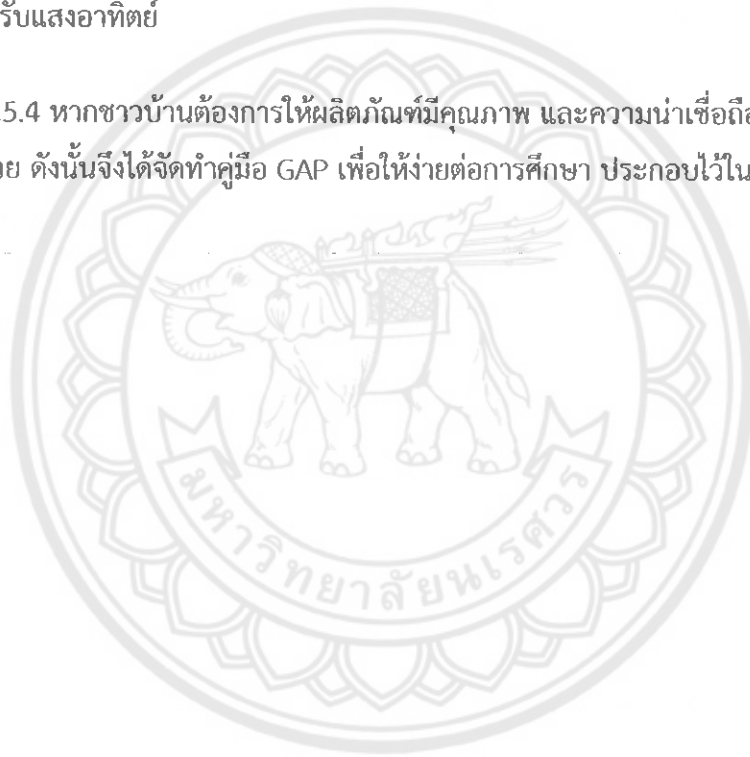 รับแสงอาทิตย์
.5.4 หากชาวบ้านต้องการให้ผลิตภัณฑ์มีคุณภาพ และความน่าเชื่อถือ
ดังนั้นจึงได้จัดทำคู่มือ GAP เพื่อให้ง่ายต่อการศึกษา ประกอบไว้ใน
มหาวิทยาลัยนเรศวร